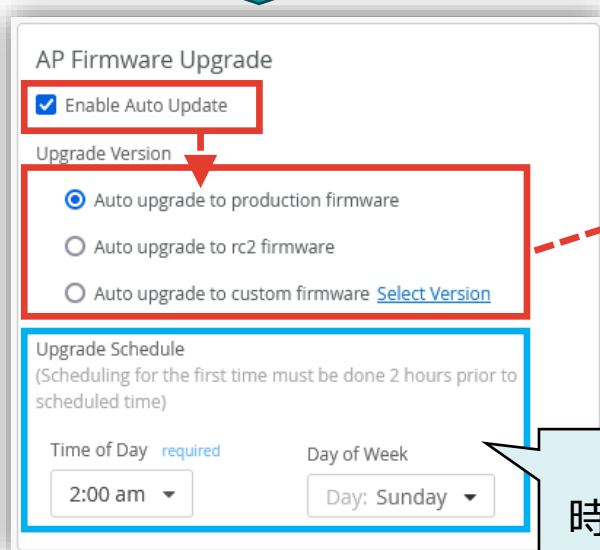 AP Firmware Upgrade
Enable Auto Update
Upgrade Version
Auto upgrade to production firmware
Auto upgrade to rc2 firmware
Auto upgrade to custom firmware Select Version
Upgrade Schedule
(Scheduling for the first time must be done 2 hours prior to
scheduled time)
Time of Day required
Day of Week
2:00 am
Day: Sunday
時